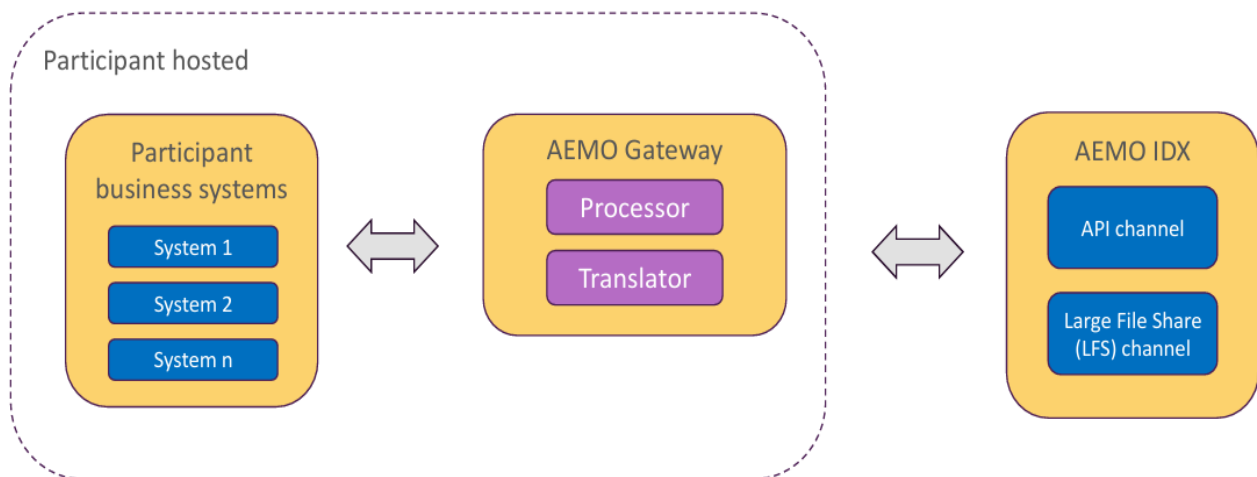 Participant hosted
Participant
business systems
System 1
System 2
System n
AEMO Gateway
Processor
Translator
AEMO IDX
API channel
Large File Share
(LFS) channel